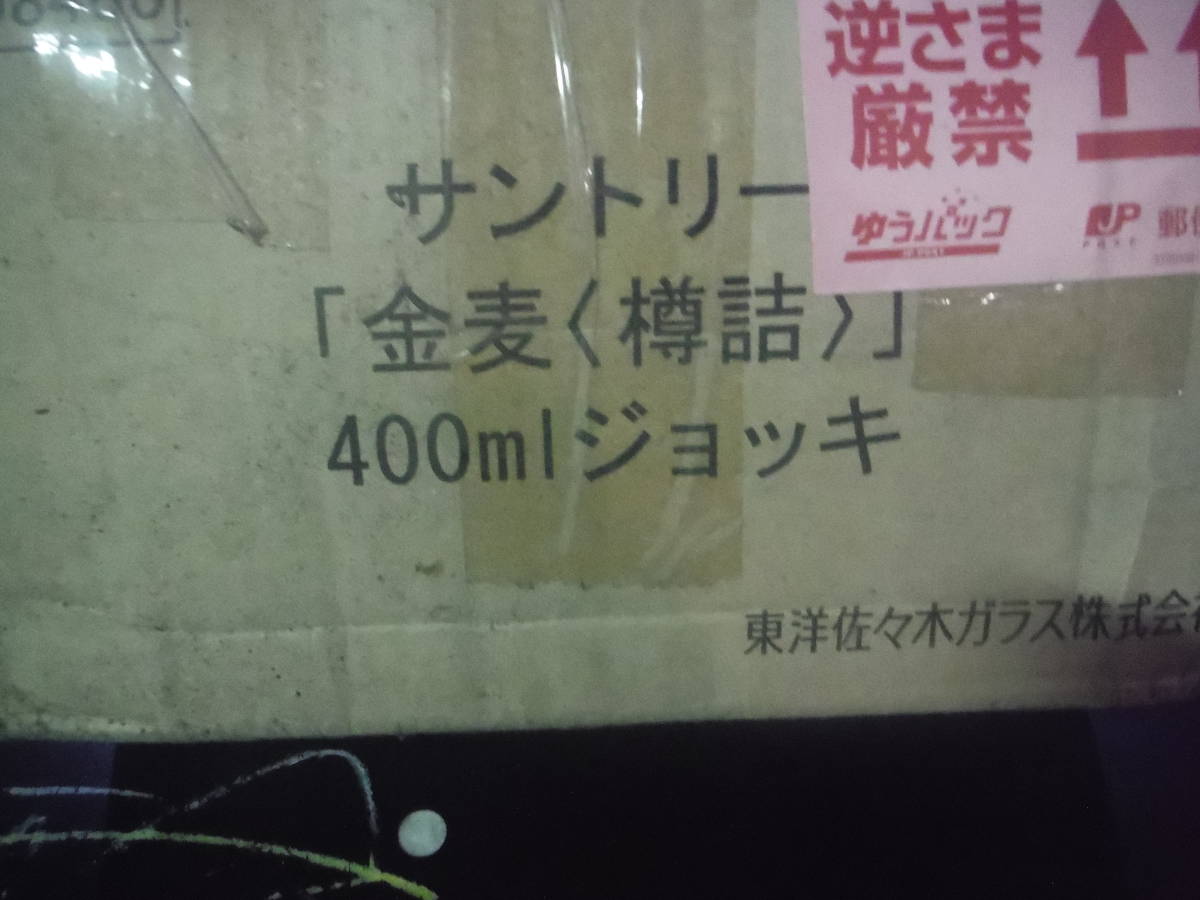 逆さま
厳禁
ゆうパック
JP POST
サントリー
「金麦〈樽詰〉」
400mlジョッキ
東洋佐々木ガラス株式会